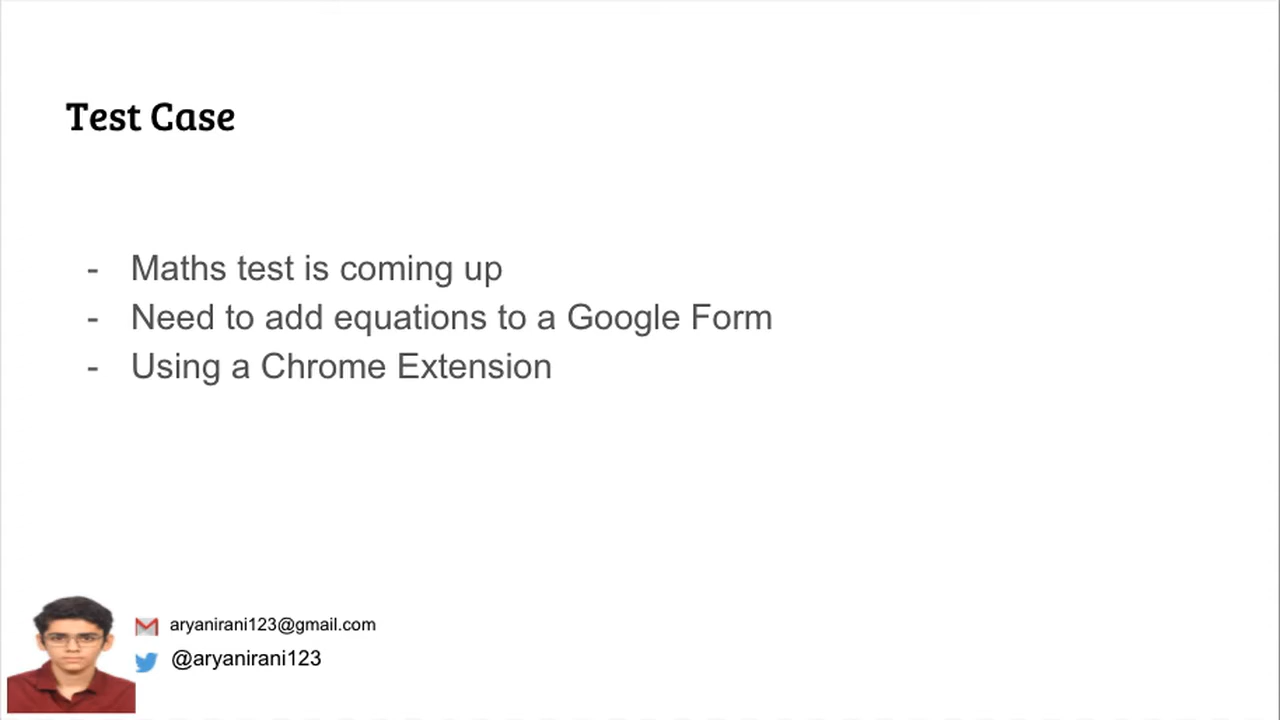 Test Case
- Maths test is coming up
- Need to add equations to a Google Form
- Using a Chrome Extension
aryanirani123@gmail.com
@aryanirani123